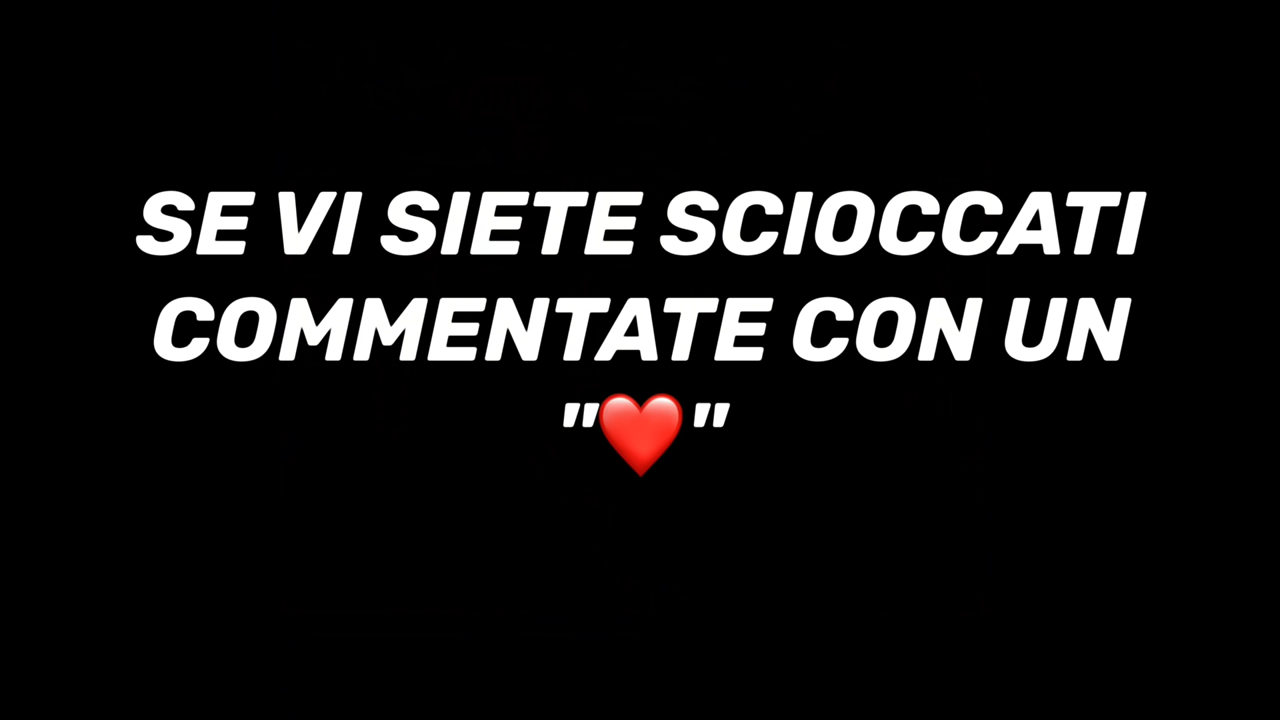 SE VI SIETE SCIOCCATI
COMMENTATE CON UN
"❤️"